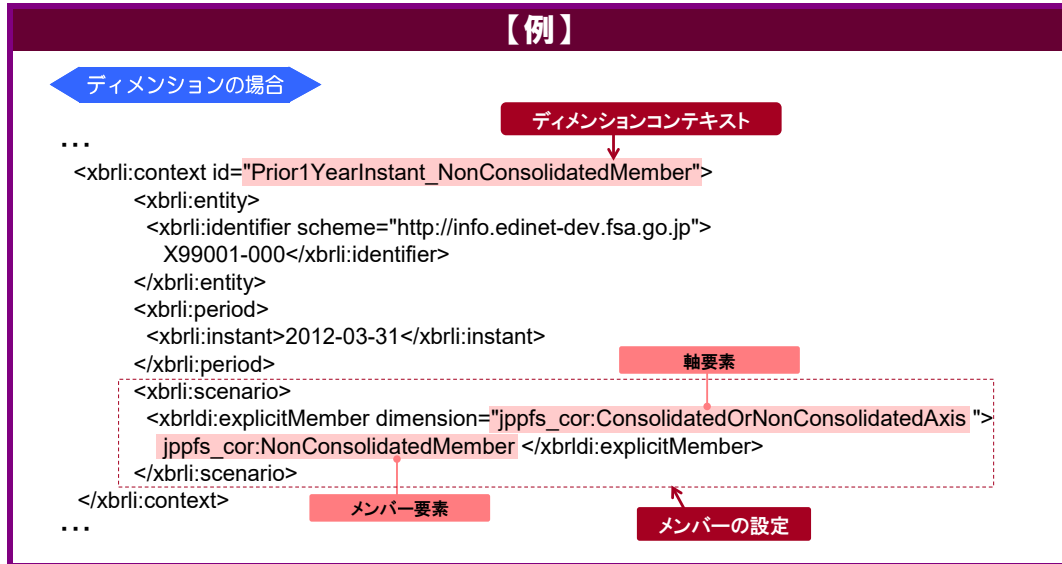 【例】
ディメンションの場合
ディメンションコンテキスト
...
<xbrli:context id="Prior1YearInstant_NonConsolidatedMember">
<xbrli:entity>
<xbrli:identifier scheme="http://info.edinet-dev.fsa.go.jp">
X99001-000</xbrli:identifier>
</xbrli:entity>
<xbrli:period>
<xbrli:instant>2012-03-31</xbrli:instant>
</xbrli:period>
軸要素
<xbrli:scenario>
<xbrldi:explicitMember dimension="jppfs_cor:ConsolidatedOrNonConsolidatedAxis ">
jppfs_cor:NonConsolidatedMember </xbrldi:explicitMember>
</xbrli:scenario>
</xbrli:context>
メンバー要素
メンバーの設定
...